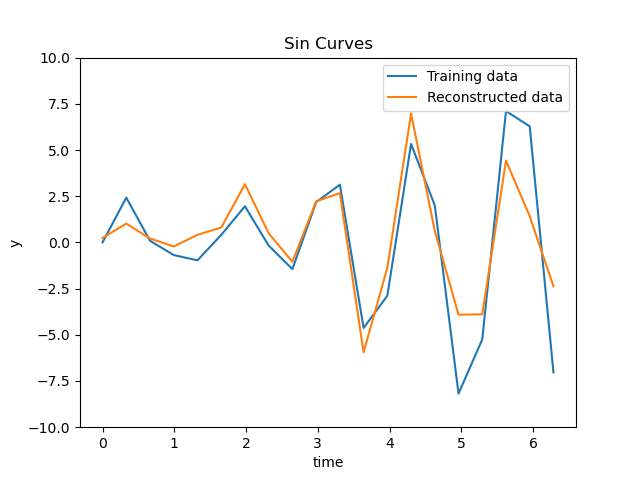 Sin Curves
Training data
Reconstructed data
10.0
7.5
5.0
2.5
0.0
−2.5
−5.0
−7.5
−10.0
y
0 1 2 3 4 5 6
time